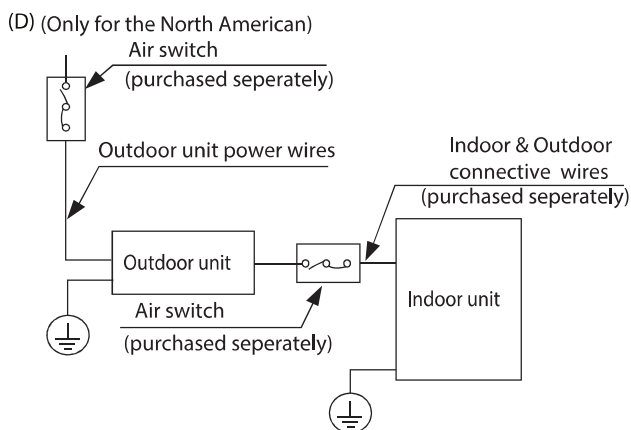 (D) (Only for the North American)
Air switch
(purchased seperately)
Outdoor unit power wires
Indoor & Outdoor
connective wires
(purchased seperately)
Outdoor unit
Indoor unit
Air switch
(purchased seperately)